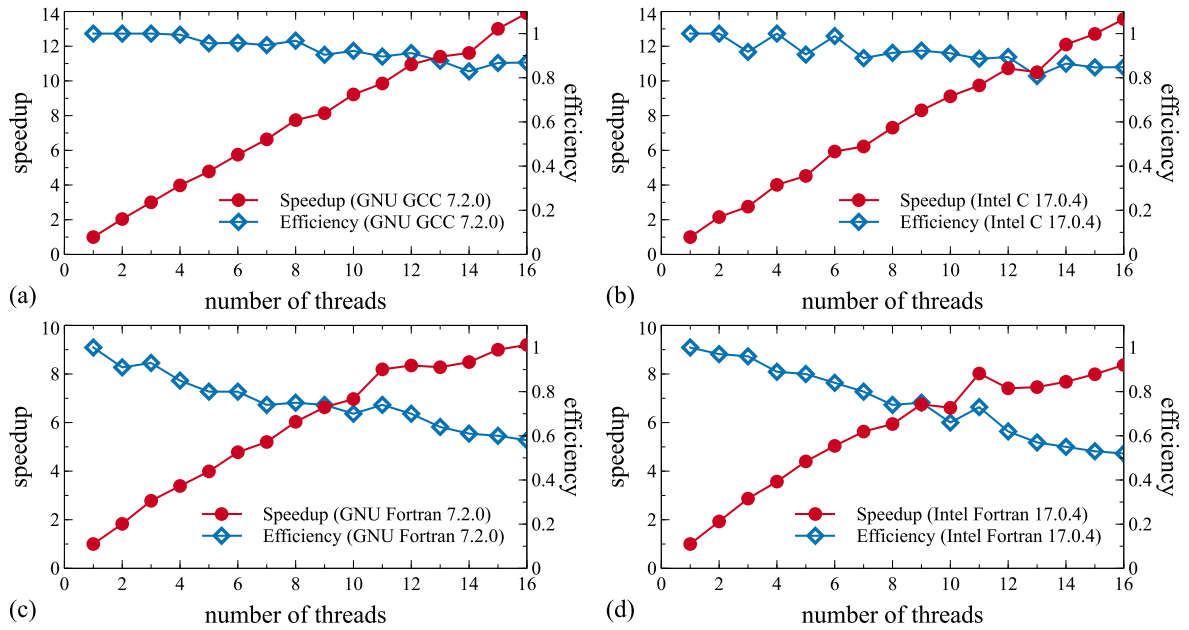 14
12
10
8
6
4
2
0
speedup
1
0.8
0.6
0.4
0.2
0
efficiency
Speedup (GNU GCC 7.2.0)
Efficiency (GNU GCC 7.2.0)
0 2 4 6 8 10 12 14 16
number of threads
(a)
14
12
10
8
6
4
2
0
speedup
1
0.8
0.6
0.4
0.2
0
efficiency
Speedup (Intel C 17.0.4)
Efficiency (Intel C 17.0.4)
0 2 4 6 8 10 12 14 16
number of threads
(b)
10
8
6
4
2
0
speedup
1
0.8
0.6
0.4
0.2
0
efficiency
Speedup (GNU Fortran 7.2.0)
Efficiency (GNU Fortran 7.2.0)
0 2 4 6 8 10 12 14 16
number of threads
(c)
10
8
6
4
2
0
speedup
1
0.8
0.6
0.4
0.2
0
efficiency
Speedup (Intel Fortran 17.0.4)
Efficiency (Intel Fortran 17.0.4)
0 2 4 6 8 10 12 14 16
number of threads
(d)